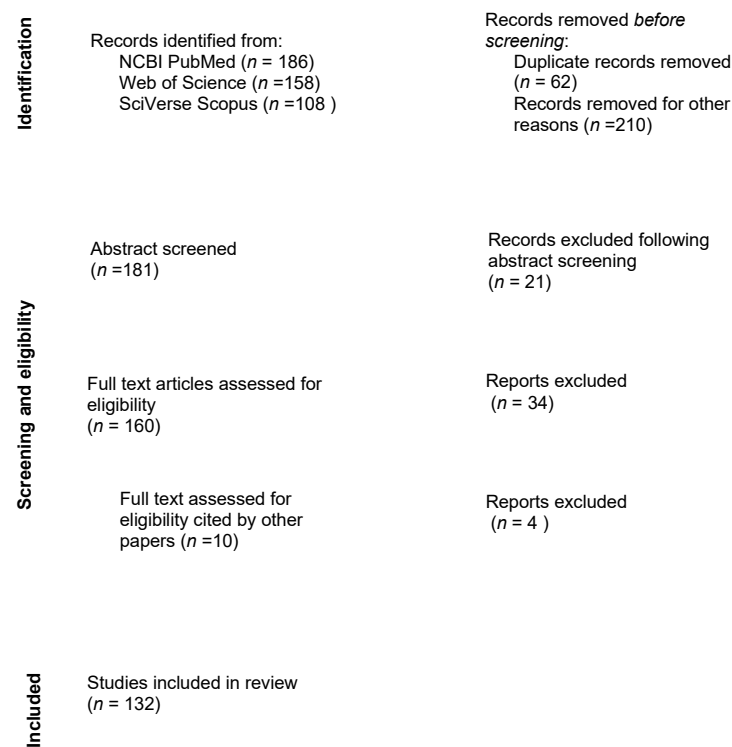 Identification
Records identified from:
NCBI PubMed (n = 186)
Web of Science (n =158)
SciVerse Scopus (n =108 )
Records removed before
screening:
Duplicate records removed
(n = 62)
Records removed for other
reasons (n =210)
Screening and eligibility
Abstract screened
(n =181)
Records excluded following
abstract screening
(n = 21)
Full text articles assessed for
eligibility
(n = 160)
Reports excluded
(n = 34)
Full text assessed for
eligibility cited by other
papers (n =10)
Reports excluded
(n = 4 )
Included
Studies included in review
(n = 132)